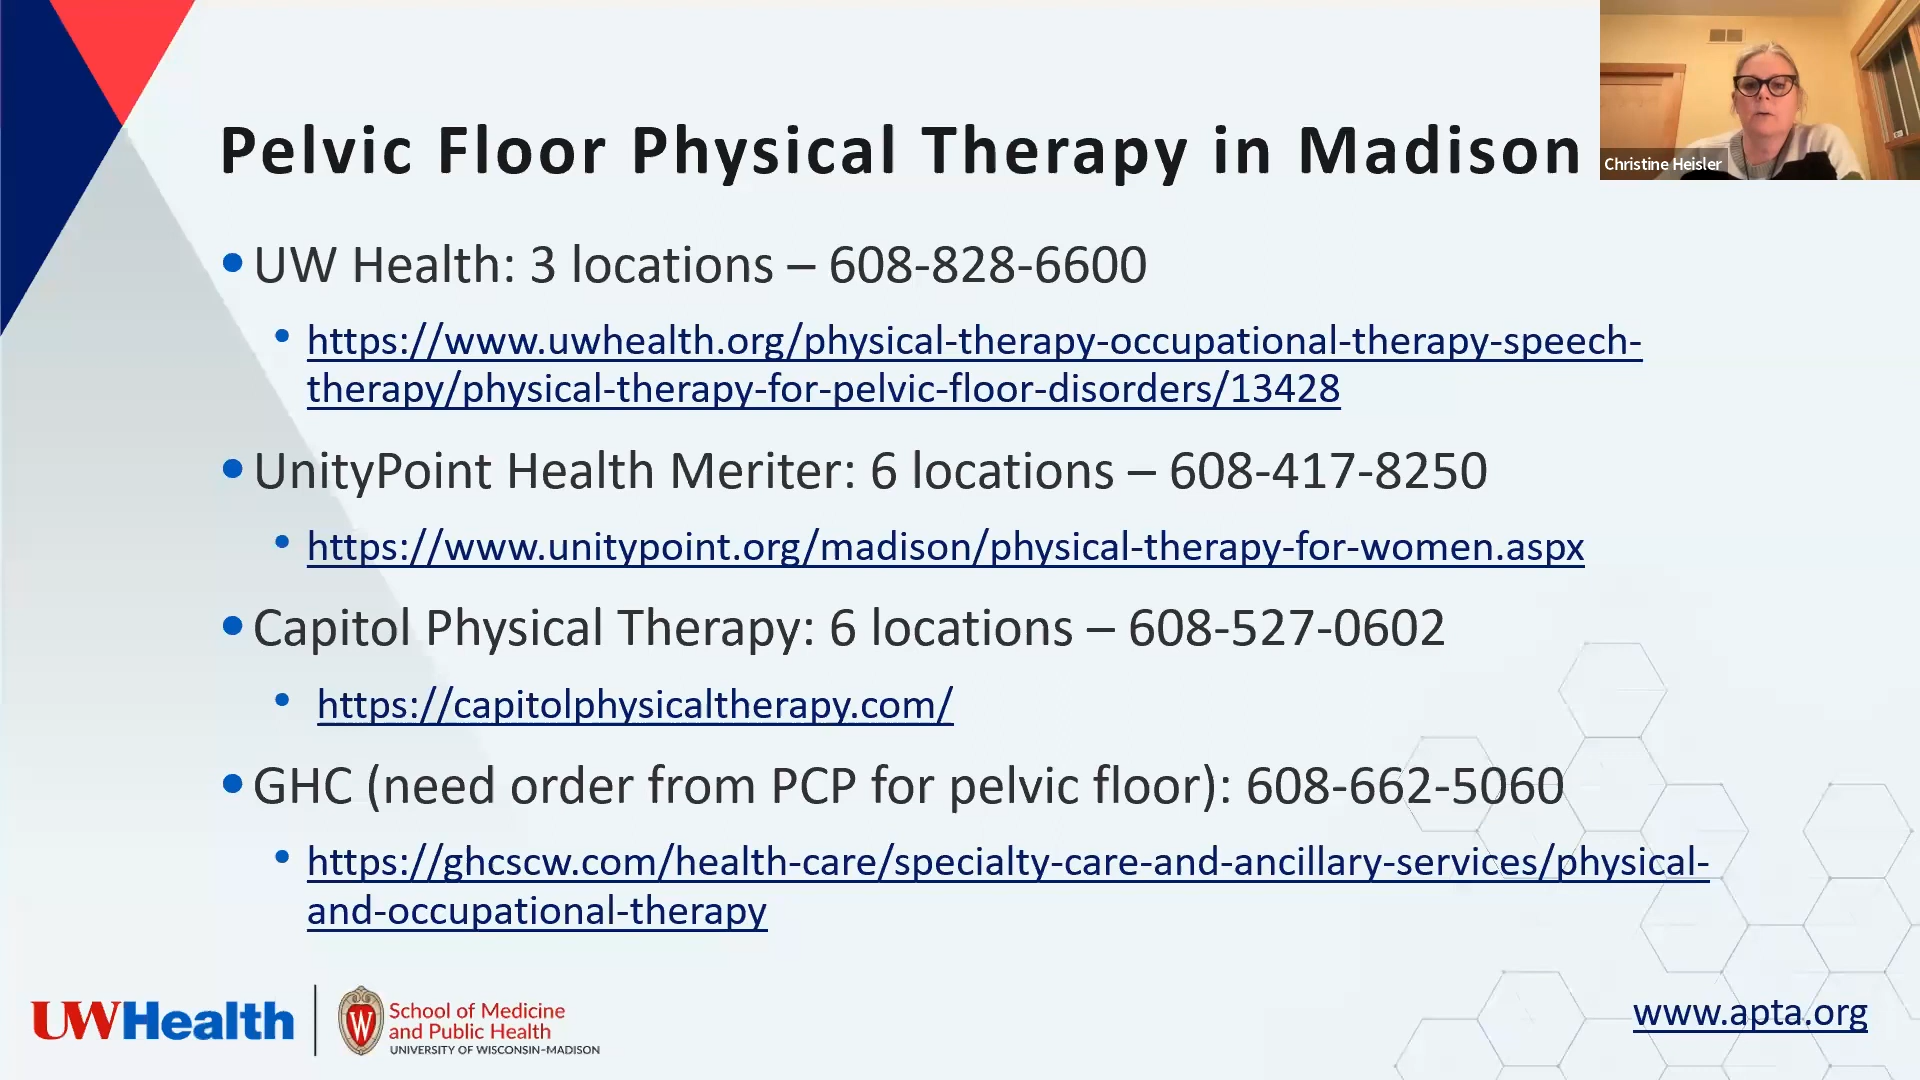 Pelvic Floor Physical Therapy in Madison
Christine Heisler
• UW Health: 3 locations – 608-828-6600
• https://www.uwhealth.org/physical-therapy-occupational-therapy-speech-
therapy/physical-therapy-for-pelvic-floor-disorders/13428
• UnityPoint Health Meriter: 6 locations – 608-417-8250
• https://www.unitypoint.org/madison/physical-therapy-for-women.aspx
• Capitol Physical Therapy: 6 locations – 608-527-0602
• https://capitolphysicaltherapy.com/
• GHC (need order from PCP for pelvic floor): 608-662-5060
• https://ghcscw.com/health-care/specialty-care-and-ancillary-services/physical-
and-occupational-therapy
UWHealth
W
School of Medicine
and Public Health
UNIVERSITY OF WISCONSIN–MADISON
www.apta.org